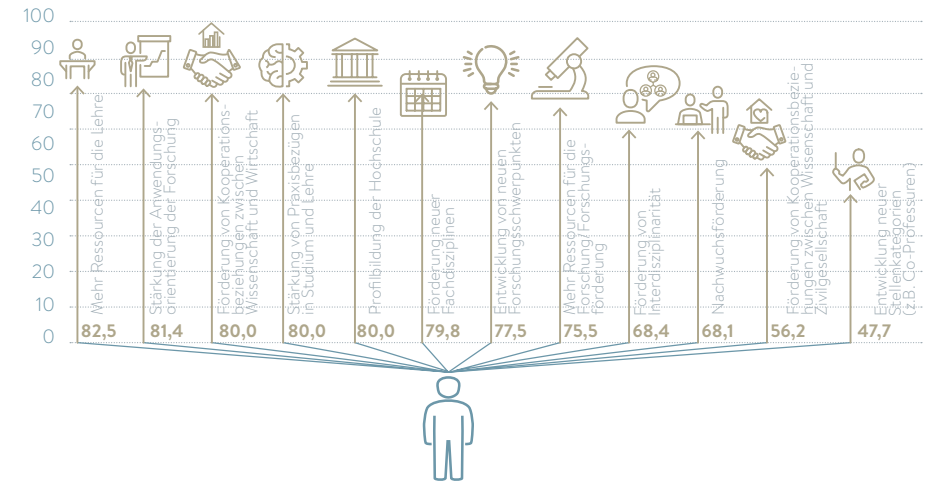 100
90
80
70
60
50
40
30
20
10
0
Mehr Ressourcen für die Lehre
82,5
Stärkung der Anwendungs-
orientierung der Forschung
81,4
Förderung von Kooperations-
beziehungen zwischen
Wissenschaft und Wirtschaft
80,0
Stärkung von Praxisbezügen
in Studium und Lehre
80,0
Profilbildung der Hochschule
80,0
Förderung neuer
Fachdisziplinen
79,8
Entwicklung von neuen
Forschungsschwerpunkten
77,5
Mehr Ressourcen für die
Forschung/Forschungs-
förderung
75,5
Förderung von
Interdisziplinarität
68,4
Nachwuchsförderung
68,1
Förderung von Kooperationsbezie-
hungen zwischen Wissenschaft und
Zivilgesellschaft
56,2
Entwicklung neuer
Stellenkategorien
(z.B. Co-Professuren)
47,7